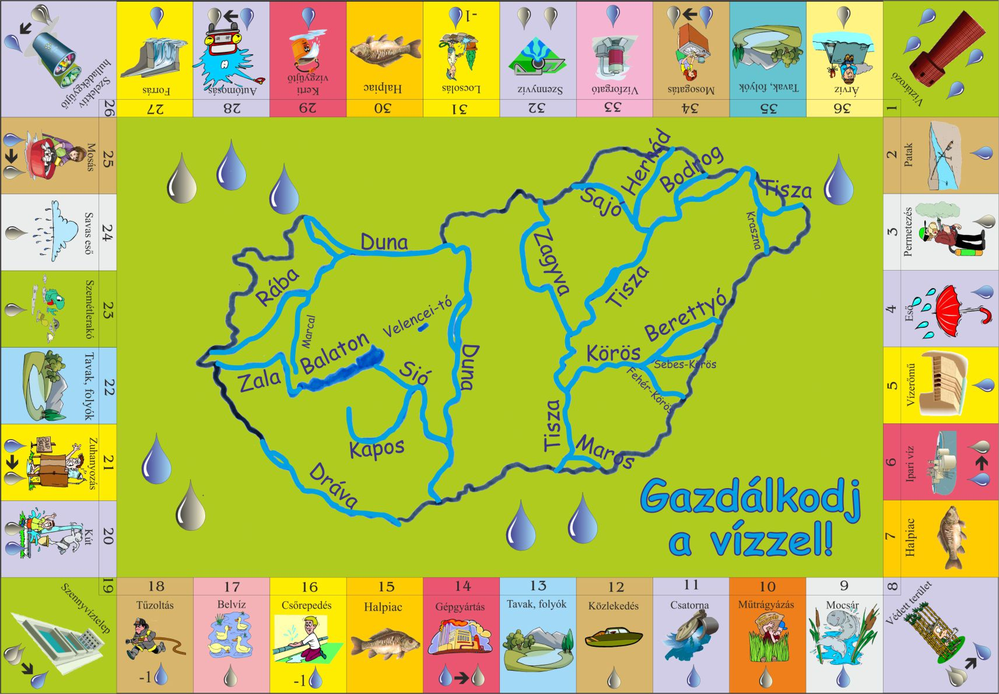 Víztározó
1
2
Patak
3
Permetezés
4
Eső
5
Vízerőmű
6
Ipari víz
7
Halpiac
8
Védett terület
9
Mocsár
10
Műtrágyázás
11
Csatorna
12
Közlekedés
13
Tavak, folyók
14
Gépgyártás
15
Halpiac
16
Csőrepedés
-1
17
Belvíz
18
Tűzoltás
-1
19
Szennyvíztelep
20
Kút
21
Zuhanyozás
22
Tavak, folyók
23
Szemétlerakó
24
Savas eső
25
Mosás
26
Szelektív
hulladékgyűjtő
27
Forrás
28
Autómosás
29
Kerti
vízgyűjtő
30
Halpiac
31
Locsolás
-1
32
Szennyvíz
33
Vízforgató
34
Mosogatás
35
Tavak, folyók
36
Árvíz
Duna
Rába
Marcal
Zala
Balaton
Velencei-tó
Sió
Kapos
Dráva
Duna
Zagyva
Sajó
Hernád
Bodrog
Tisza
Kraszna
Tisza
Berettyó
Körös
Sebes-Körös
Fehér-Körös
Tisza
Maros
Gazdálkodj
a vízzel!